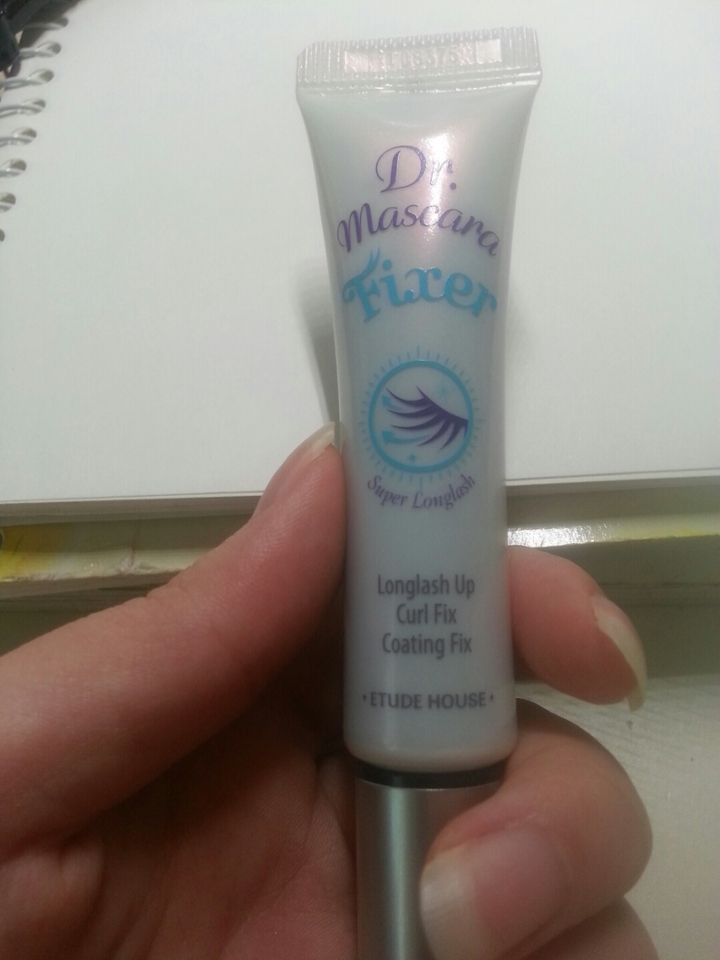 Dr.
Mascara
Fixer
Super Longlash
Longlash Up
Curl Fix
Coating Fix
·ETUDE HOUSE·